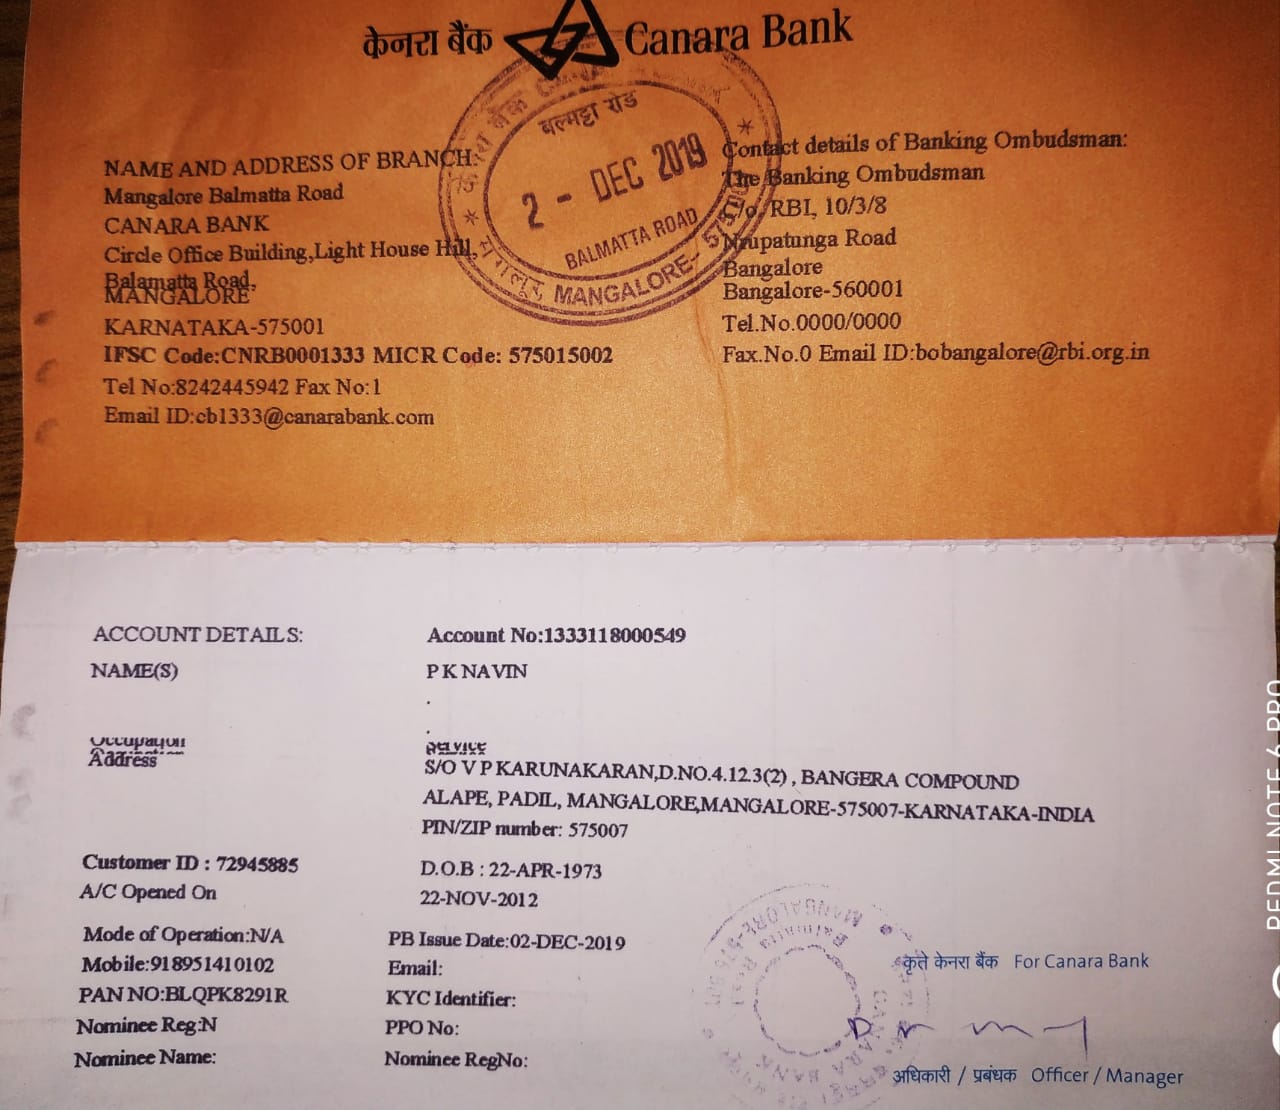 केनरा बैंक Canara Bank
बल्मट्टा रोड
2 - DEC 2019
BALMATTA ROAD
MANGALORE-
NAME AND ADDRESS OF BRANCH:
Mangalore Balmatta Road
CANARA BANK
Circle Office Building,Light House Hill,
Balamatta Road,
MANGALORE
KARNATAKA-575001
IFSC Code:CNRB0001333 MICR Code: 575015002
Tel No:8242445942 Fax No:1
Email ID:cb1333@canarabank.com
Contact details of Banking Ombudsman:
The Banking Ombudsman
C/o, RBI, 10/3/8
Nrupatunga Road
Bangalore
Bangalore-560001
Tel.No.0000/0000
Fax.No.0 Email ID:bobangalore@rbi.org.in
ACCOUNT DETAILS: Account No:1333118000549
NAME(S) P K NAVIN
.
.
Occupation Service
Address S/O V P KARUNAKARAN,D.NO.4.12.3(2) , BANGERA COMPOUND
ALAPE, PADIL, MANGALORE,MANGALORE-575007-KARNATAKA-INDIA
PIN/ZIP number: 575007
Customer ID : 72945885 D.O.B : 22-APR-1973
A/C Opened On 22-NOV-2012
Mode of Operation:N/A PB Issue Date:02-DEC-2019
Mobile:918951410102 Email:
PAN NO:BLQPK8291R KYC Identifier:
Nominee Reg:N PPO No:
Nominee Name: Nominee RegNo:
कृते केनरा बैंक For Canara Bank
अधिकारी / प्रबंधक Officer / Manager
MANGALORE-575001
Balmatta Road
CANARA BANK
REDMI NOTE 6 PRO